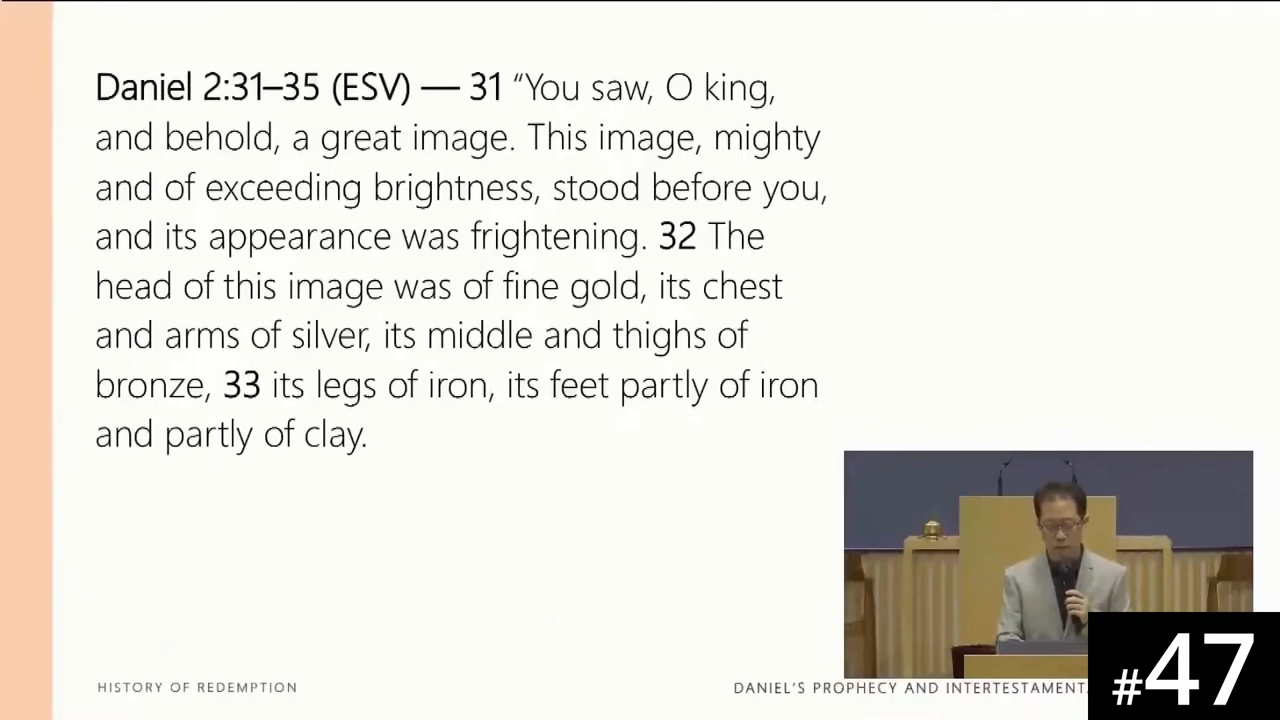 Daniel 2:31–35 (ESV) — 31 “You saw, O king,
and behold, a great image. This image, mighty
and of exceeding brightness, stood before you,
and its appearance was frightening. 32 The
head of this image was of fine gold, its chest
and arms of silver, its middle and thighs of
bronze, 33 its legs of iron, its feet partly of iron
and partly of clay.
HISTORY OF REDEMPTION
DANIEL’S PROPHECY AND INTERTESTAMENT
#47